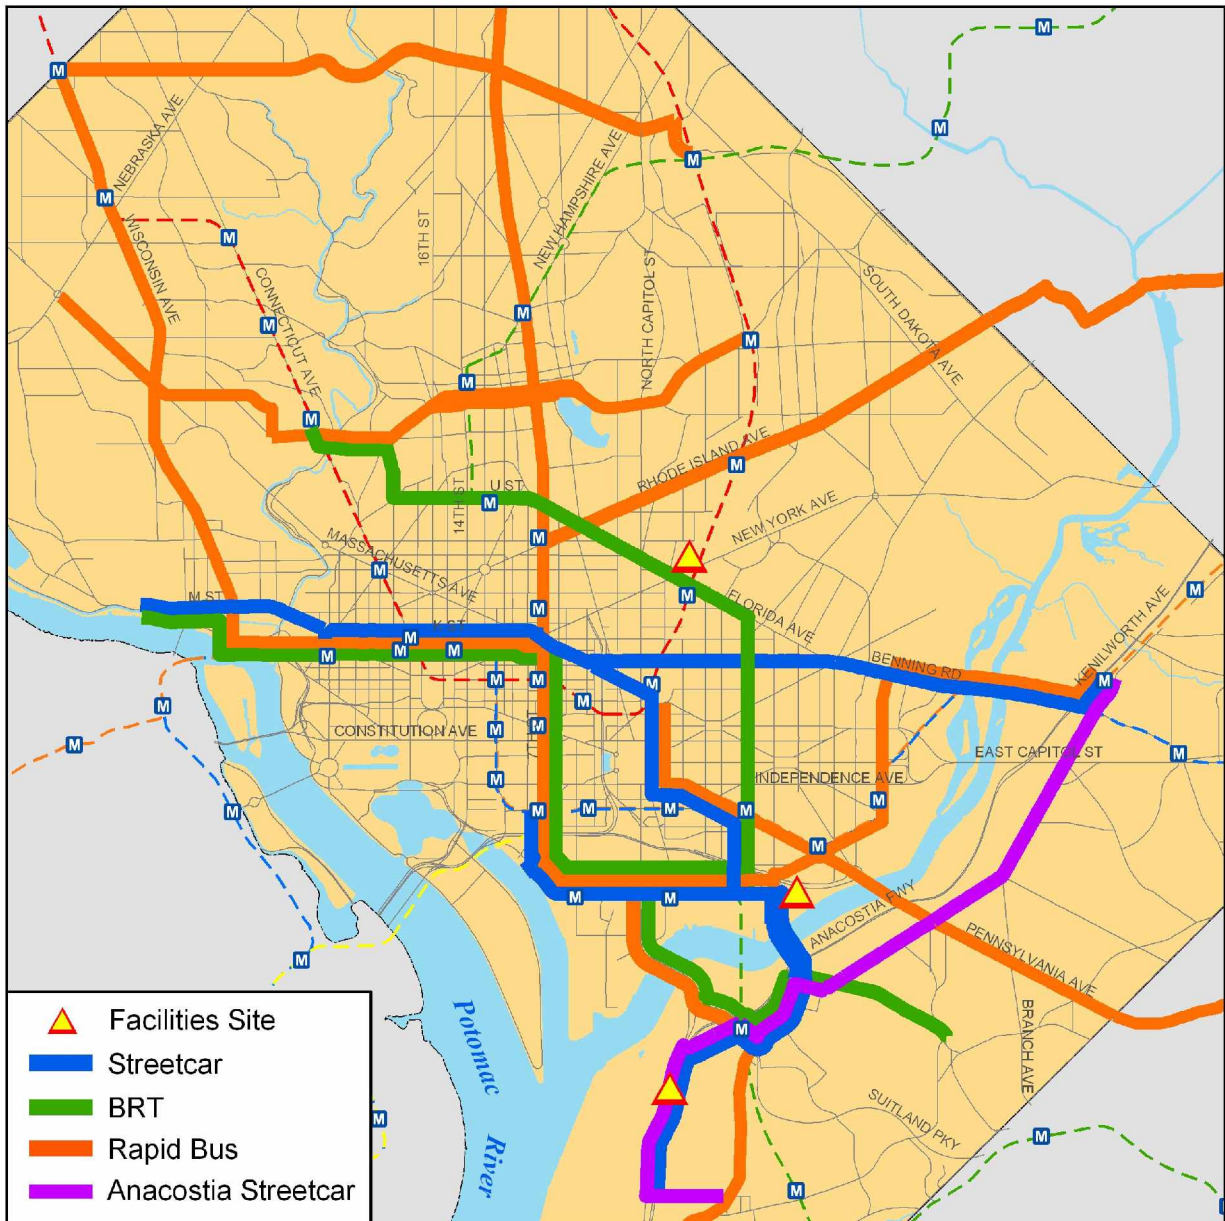 M
M
NEBRASKA AVE
M
M
M
NEW HAMPSHIRE AVE
M
WISCONSIN AVE
16TH ST
M
CONNECTICUT AVE
NORTH CAPITOL ST
SOUTH DAKOTA AVE
M
M
M
M
M
RHODE ISLAND AVE
M
14TH ST
U ST
M
NEW YORK AVE
MASSACHUSETTS AVE
M
M
M
M
FLORIDA AVE
KENILWORTH AVE
M
M ST
M
K ST
M
M
M
M
BENNING RD
M
M
M
M
M
M
CONSTITUTION AVE
M
7TH ST
M
M
EAST CAPITOL ST
M
M
INDEPENDENCE AVE
M
M
M
M
M
M
M
M
M
M
ANACOSTIA FWY
PENNSYLVANIA AVE
M
M
BRANCH AVE
SUITLAND PKY
M
M
M
Potomac
River
Facilities Site
Streetcar
BRT
Rapid Bus
Anacostia Streetcar